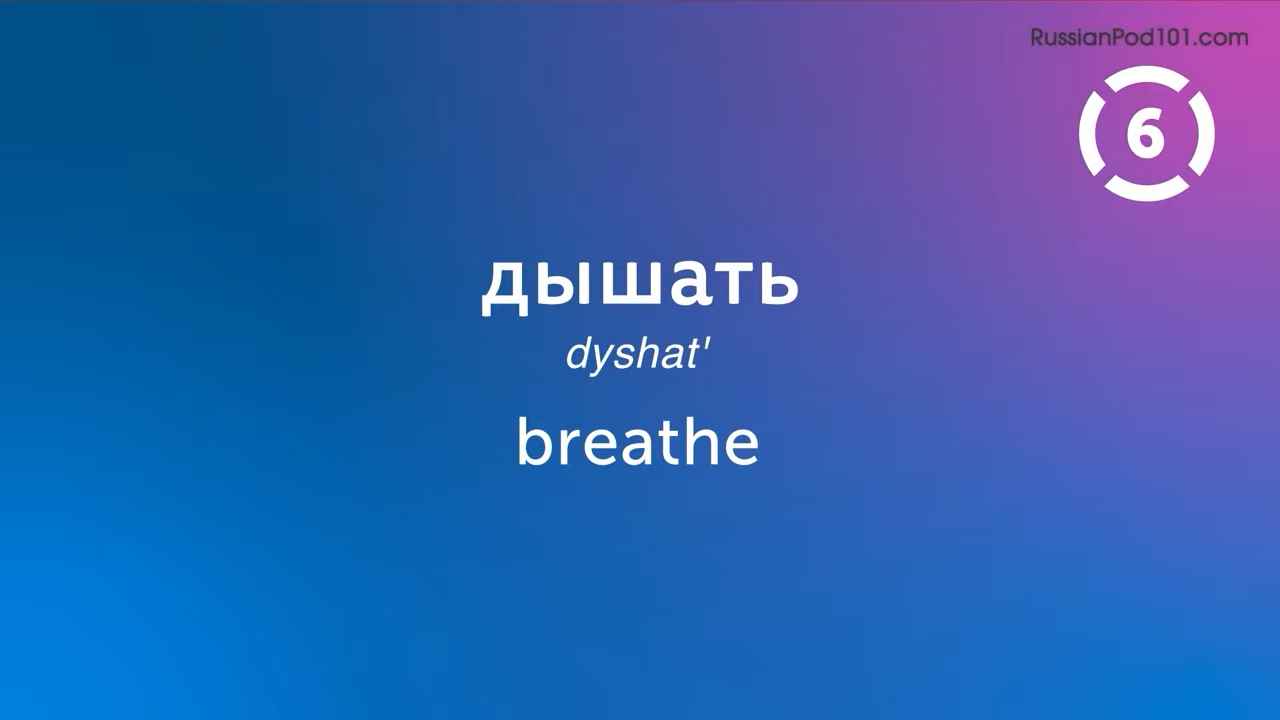 RussianPod101.com
6
дышать
dyshat'
breathe